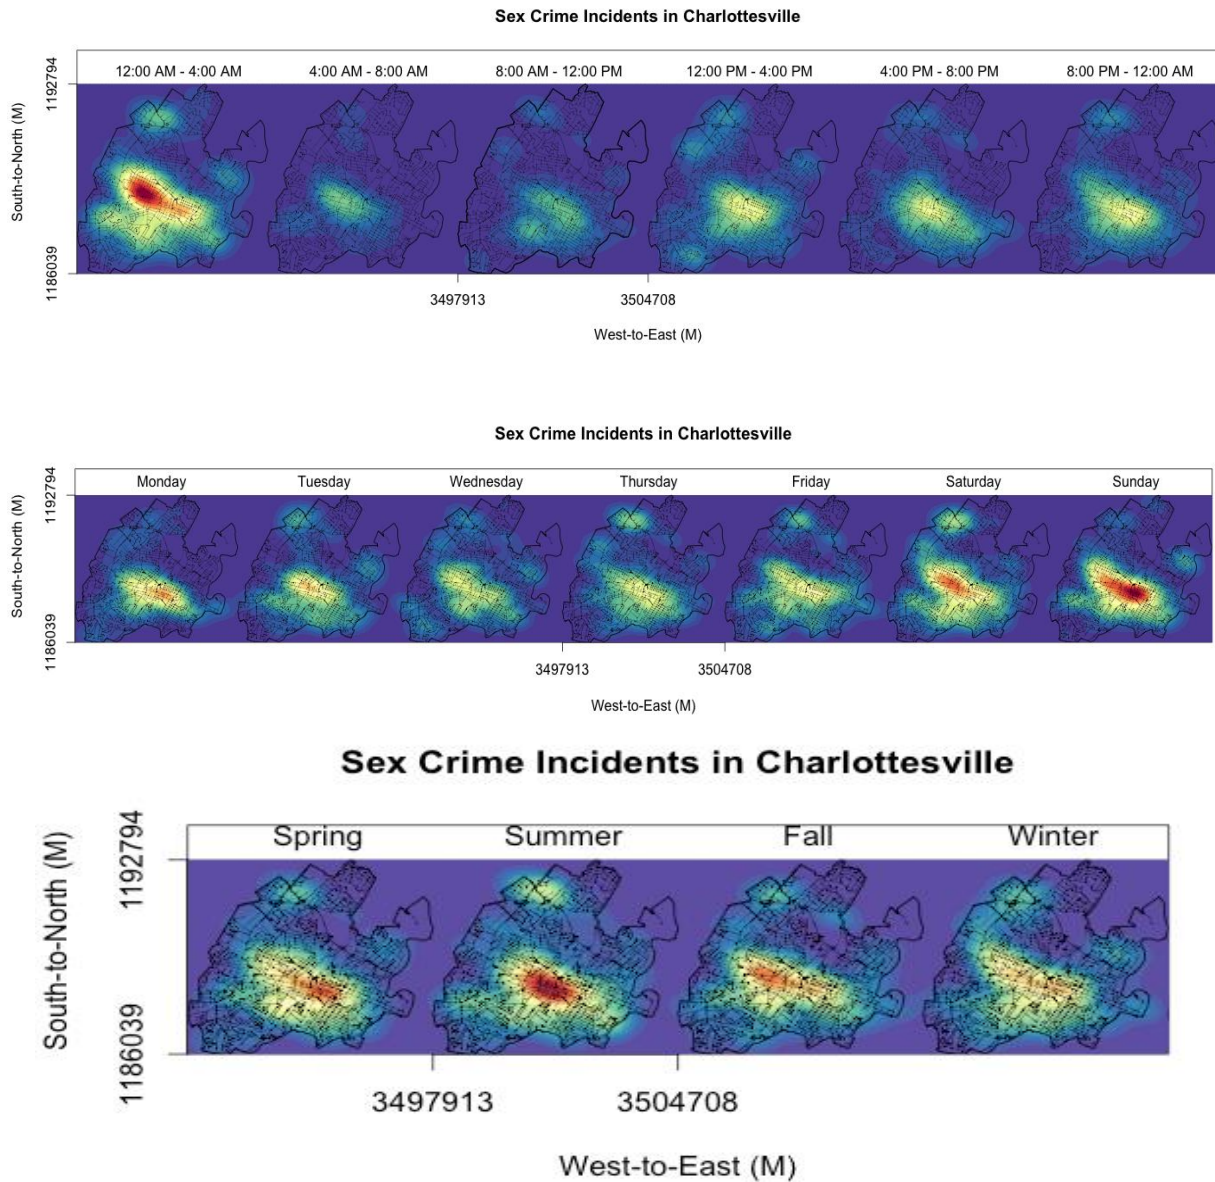 Sex Crime Incidents in Charlottesville
12:00 AM - 4:00 AM 4:00 AM - 8:00 AM 8:00 AM - 12:00 PM 12:00 PM - 4:00 PM 4:00 PM - 8:00 PM 8:00 PM - 12:00 AM
1192794
South-to-North (M)
1186039
3497913 3504708
West-to-East (M)
Sex Crime Incidents in Charlottesville
Monday Tuesday Wednesday Thursday Friday Saturday Sunday
1192794
South-to-North (M)
1186039
3497913 3504708
West-to-East (M)
Sex Crime Incidents in Charlottesville
Spring Summer Fall Winter
1192794
South-to-North (M)
1186039
3497913 3504708
West-to-East (M)